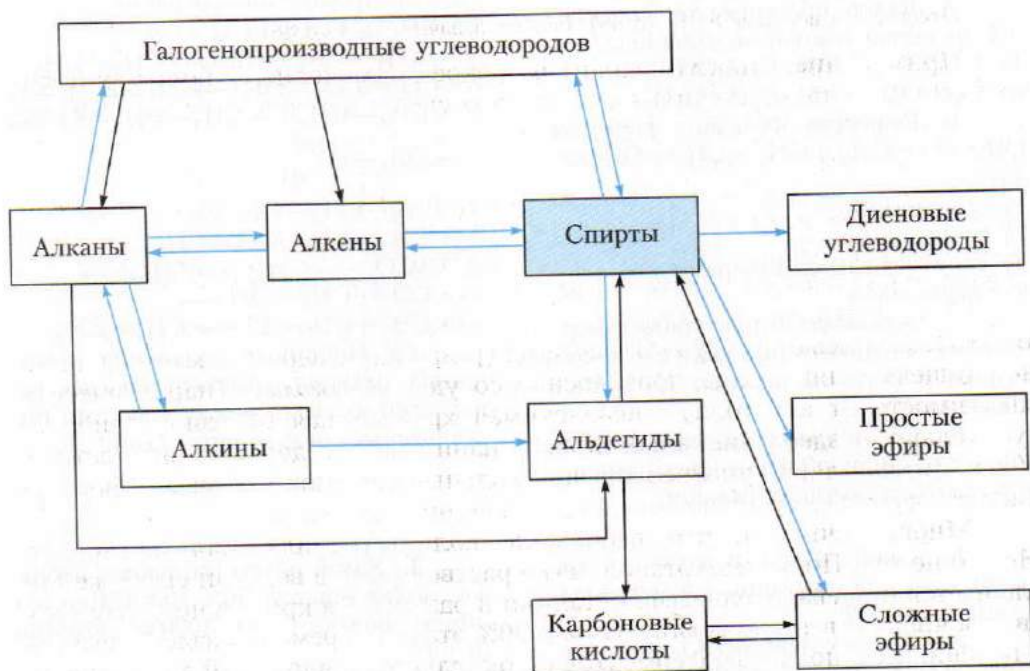 Галогенопроизводные углеводородов
Алканы
Алкены
Спирты
Диеновые
углеводороды
Алкины
Альдегиды
Простые
эфиры
Карбоновые
кислоты
Сложные
эфиры